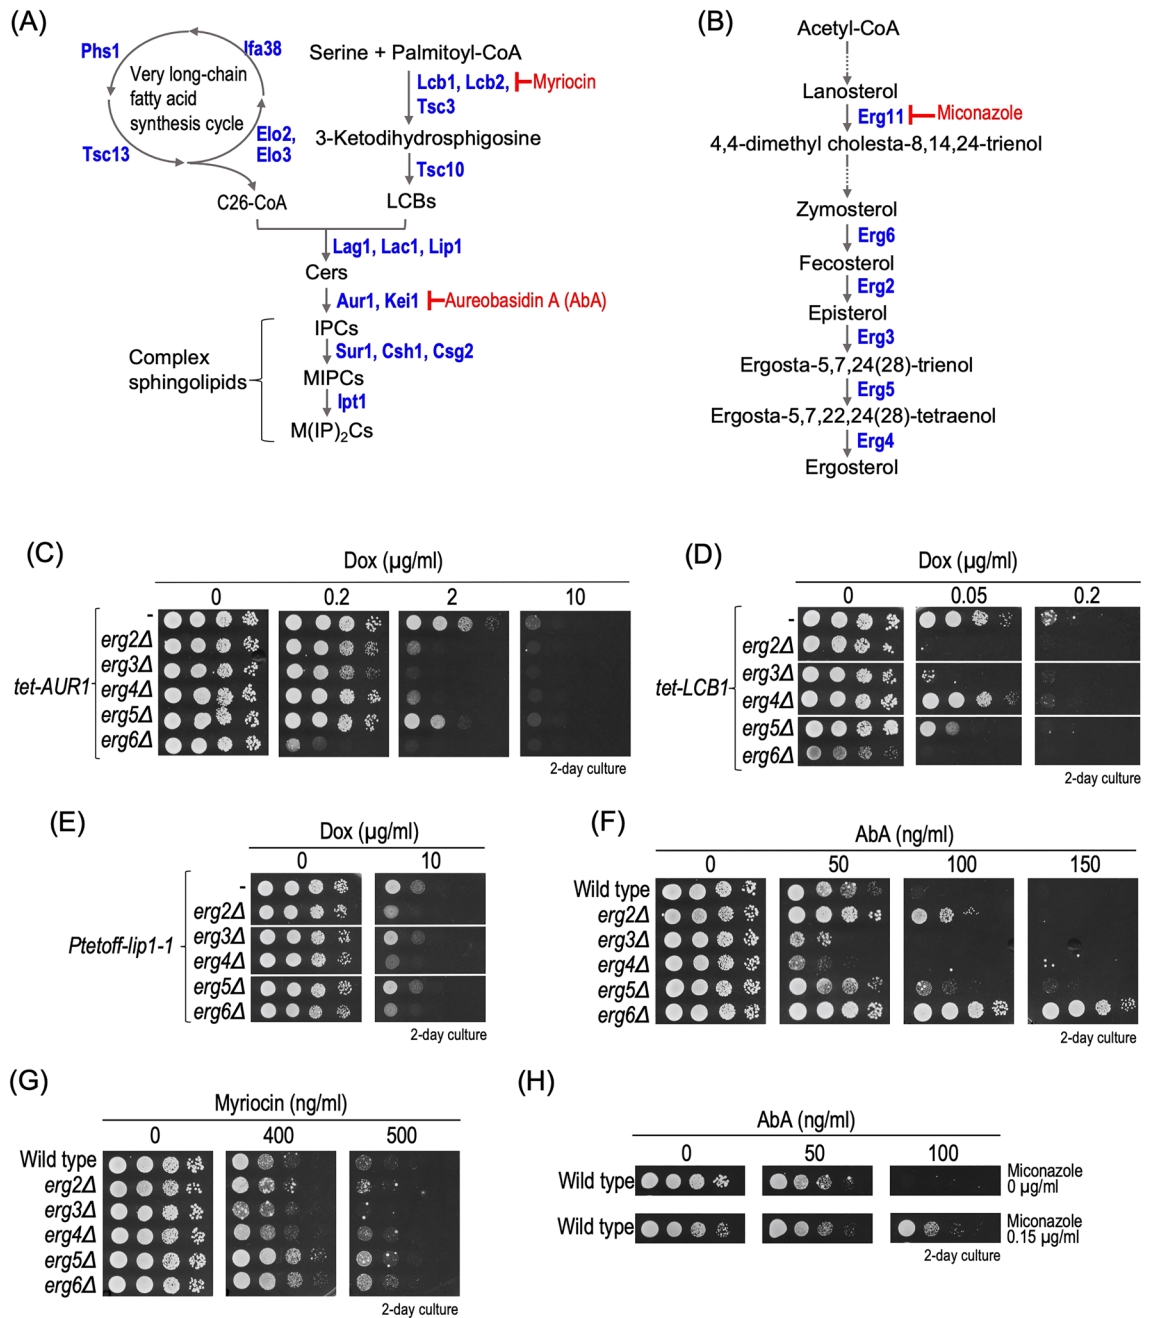 (A)
Phs1
Ifa38
Very long-chain
fatty acid
synthesis cycle
Elo2,
Elo3
Tsc13
C26-CoA
Serine + Palmitoyl-CoA
Lcb1, Lcb2,
Tsc3
Myriocin
3-Ketodihydrosphigosine
Tsc10
LCBs
Lag1, Lac1, Lip1
Cers
Aur1, Kei1
Aureobasidin A (AbA)
IPCs
Sur1, Csh1, Csg2
Complex
sphingolipids
MIPCs
Ipt1
M(IP)2Cs
(B)
Acetyl-CoA
Lanosterol
Erg11
Miconazole
4,4-dimethyl cholesta-8,14,24-trienol
Zymosterol
Erg6
Fecosterol
Erg2
Episterol
Erg3
Ergosta-5,7,24(28)-trienol
Erg5
Ergosta-5,7,22,24(28)-tetraenol
Erg4
Ergosterol
(C)
Dox (µg/ml)
0 0.2 2 10
tet-AUR1
-
erg2Δ
erg3Δ
erg4Δ
erg5Δ
erg6Δ
2-day culture
(D)
Dox (µg/ml)
0 0.05 0.2
tet-LCB1
-
erg2Δ
erg3Δ
erg4Δ
erg5Δ
erg6Δ
2-day culture
(E)
Dox (µg/ml)
0 10
Ptetoff-lip1-1
-
erg2Δ
erg3Δ
erg4Δ
erg5Δ
erg6Δ
2-day culture
(F)
AbA (ng/ml)
0 50 100 150
Wild type
erg2Δ
erg3Δ
erg4Δ
erg5Δ
erg6Δ
2-day culture
(G)
Myriocin (ng/ml)
0 400 500
Wild type
erg2Δ
erg3Δ
erg4Δ
erg5Δ
erg6Δ
2-day culture
(H)
AbA (ng/ml)
0 50 100
Wild type
Miconazole
0 µg/ml
Wild type
Miconazole
0.15 µg/ml
2-day culture